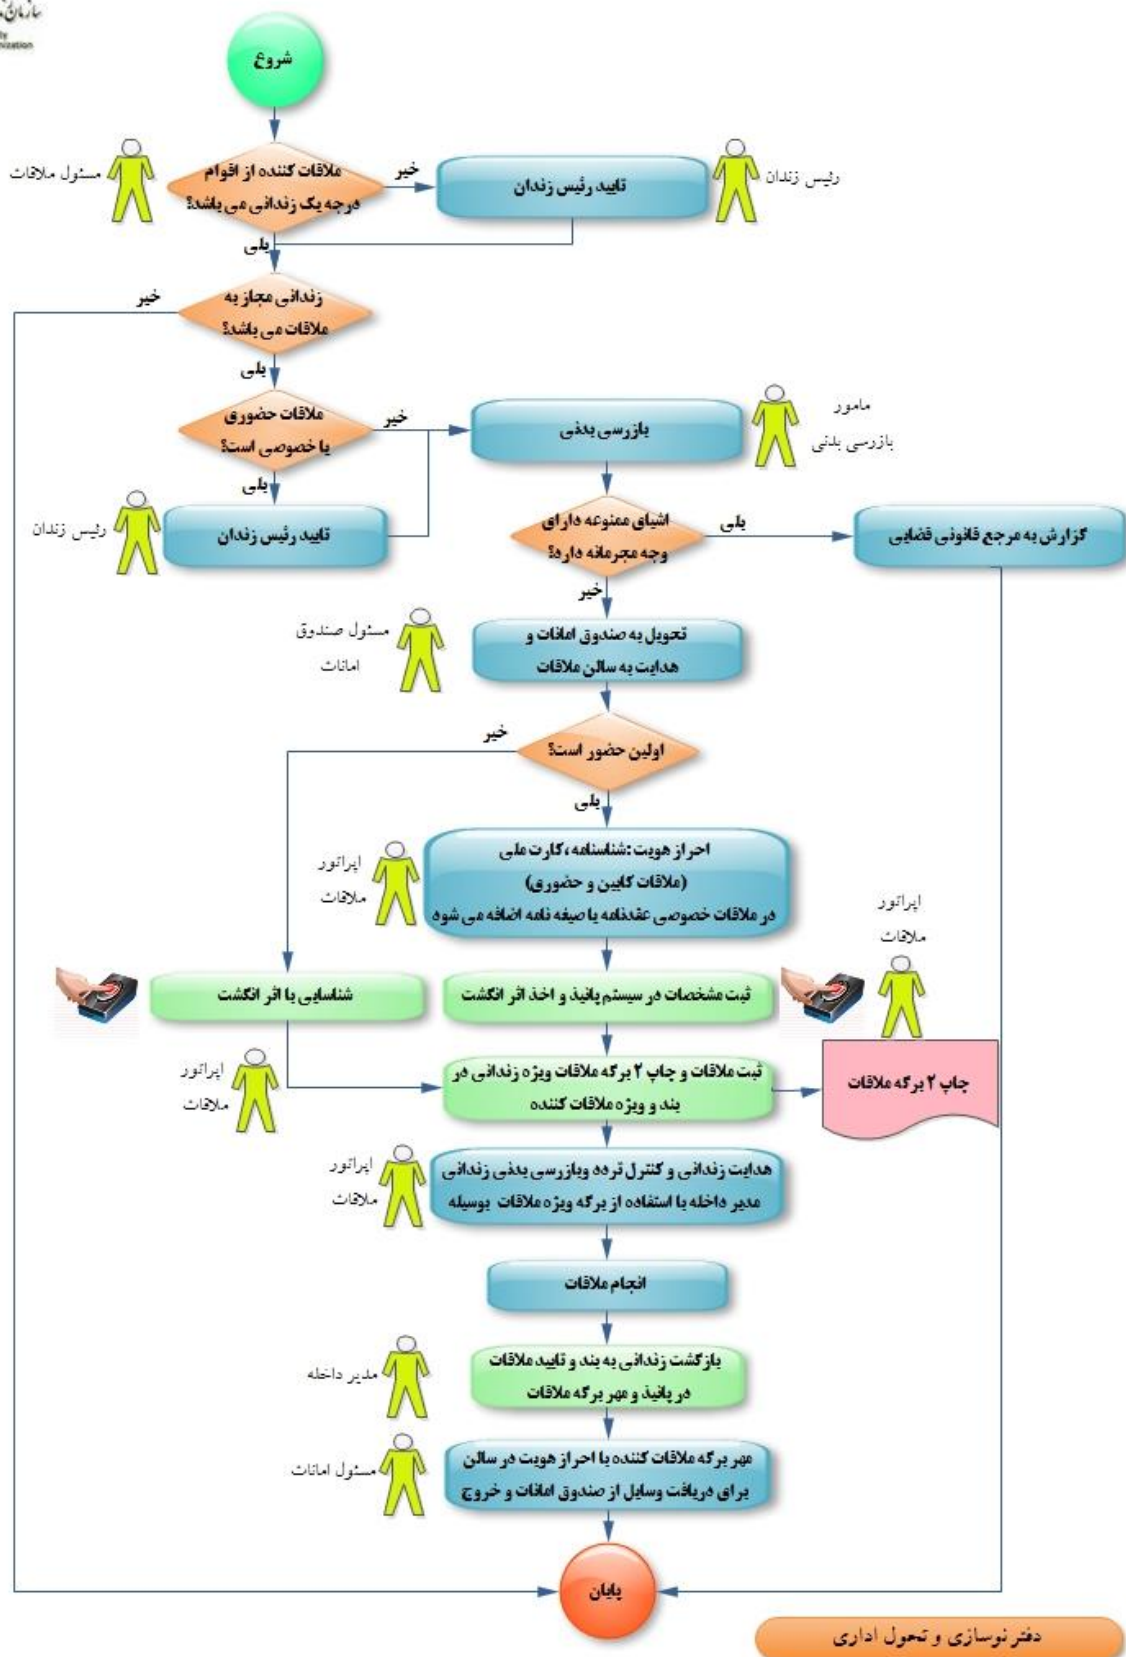 شروع
ملاقات کننده از اقوام
درجه یک زندانی می باشد؟
مسئول ملاقات
خیر
تایید رئیس زندان
رئیس زندان
بلی
زندانی مجاز به
ملاقات می باشد؟
خیر
بلی
ملاقات حضوری
یا خصوصی است؟
خیر
بازرسی بدنی
مامور
بازرسی بدنی
بلی
تایید رئیس زندان
رئیس زندان
اشیای ممنوعه دارای
وجه مجرمانه دارد؟
بلی
گزارش به مرجع قانونی قضایی
خیر
تحویل به صندوق امانات و
هدایت به سالن ملاقات
مسئول صندوق
امانات
اولین حضور است؟
خیر
بلی
احراز هویت :شناسنامه ،کارت ملی
(ملاقات کابین و حضوری)
در ملاقات خصوصی عقدنامه یا صیغه نامه اضافه می شود
اپراتور
ملاقات
اپراتور
ملاقات
ثبت مشخصات در سیستم پانیذ و اخذ اثر انگشت
شناسایی با اثر انگشت
ثبت ملاقات و چاپ ۲ برگه ملاقات ویژه زندانی در
بند و ویژه ملاقات کننده
اپراتور
ملاقات
چاپ ۲ برگه ملاقات
هدایت زندانی و کنترل تردد وبازرسی بدنی زندانی
مدیر داخله با استفاده از برگه ویژه ملاقات بوسیله
اپراتور
ملاقات
انجام ملاقات
بازگشت زندانی به بند و تایید ملاقات
در پانیذ و مهر برگه ملاقات
مدیر داخله
مهر برگه ملاقات کننده با احراز هویت در سالن
برای دریافت وسایل از صندوق امانات و خروج
مسئول امانات
پایان
دفتر نوسازی و تحول اداری